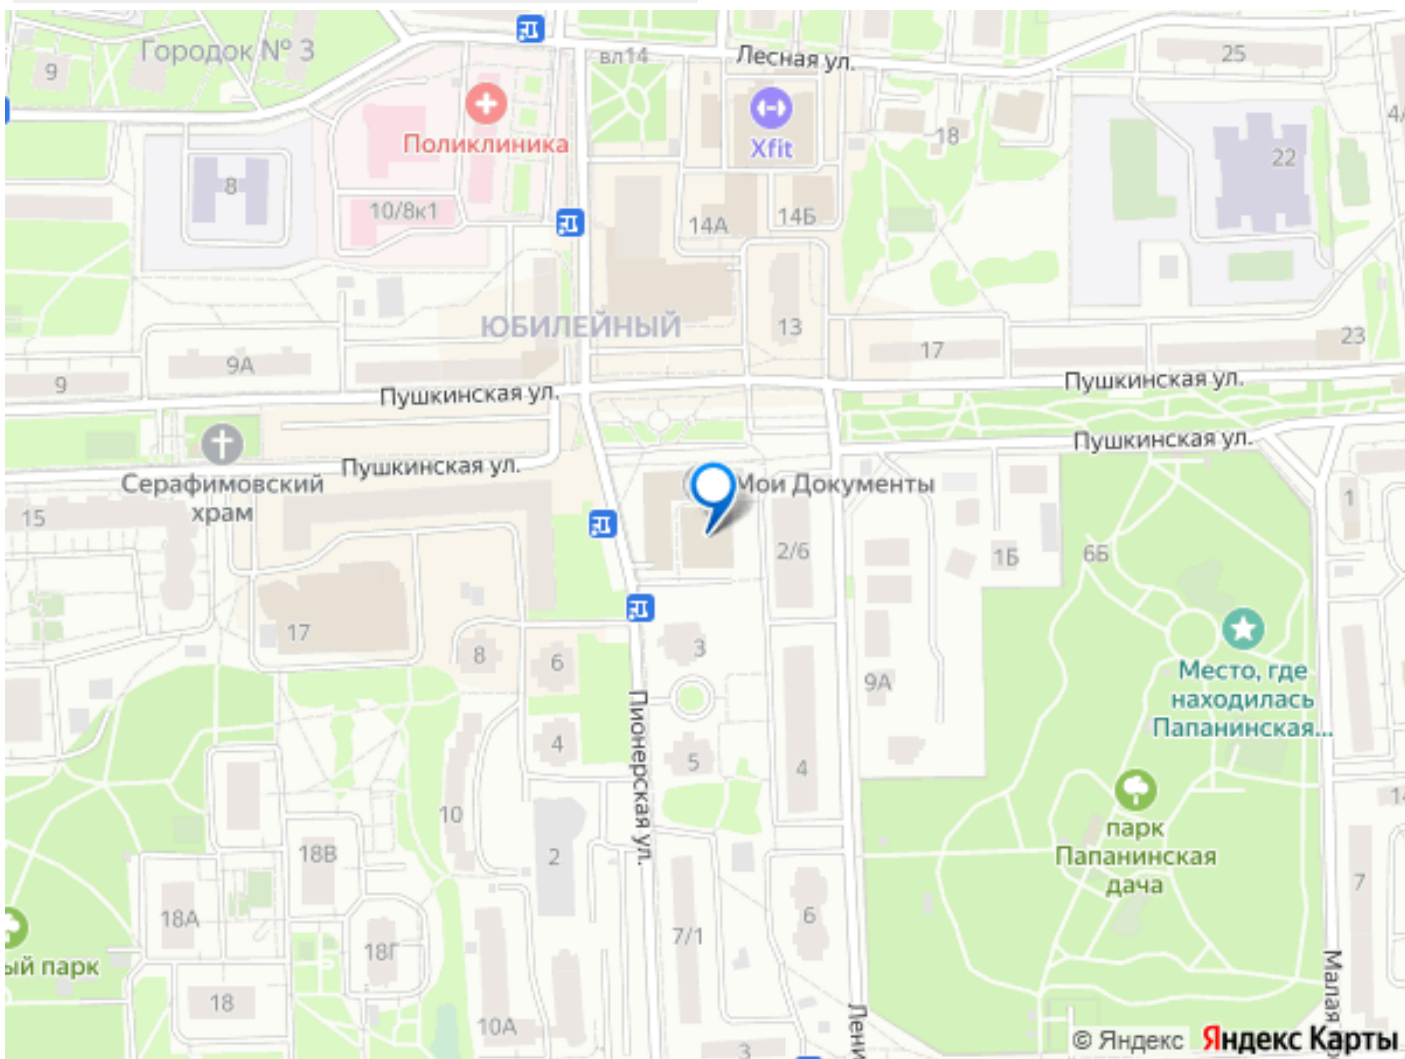 Городок № 3
9
вл14
Лесная ул.
25
4/
Поликлиника
Xfit
18
22
8
10/8к1
14А
14Б
ЮБИЛЕЙНЫЙ
13
17
23
9А
9
Пушкинская ул.
Пушкинская ул.
Пушкинская ул.
Пушкинская ул.
Серафимовский
храм
Мои Документы
15
1
2/6
1Б
6Б
17
8
6
3
9А
Место, где
находилась
Папанинская...
Пионерская ул.
4
5
4
10
2
18В
парк
Папанинская
дача
14
7
18А
18Г
7/1
6
ый парк
18
10А
3
Лени
Малая
© Яндекс Яндекс Карты